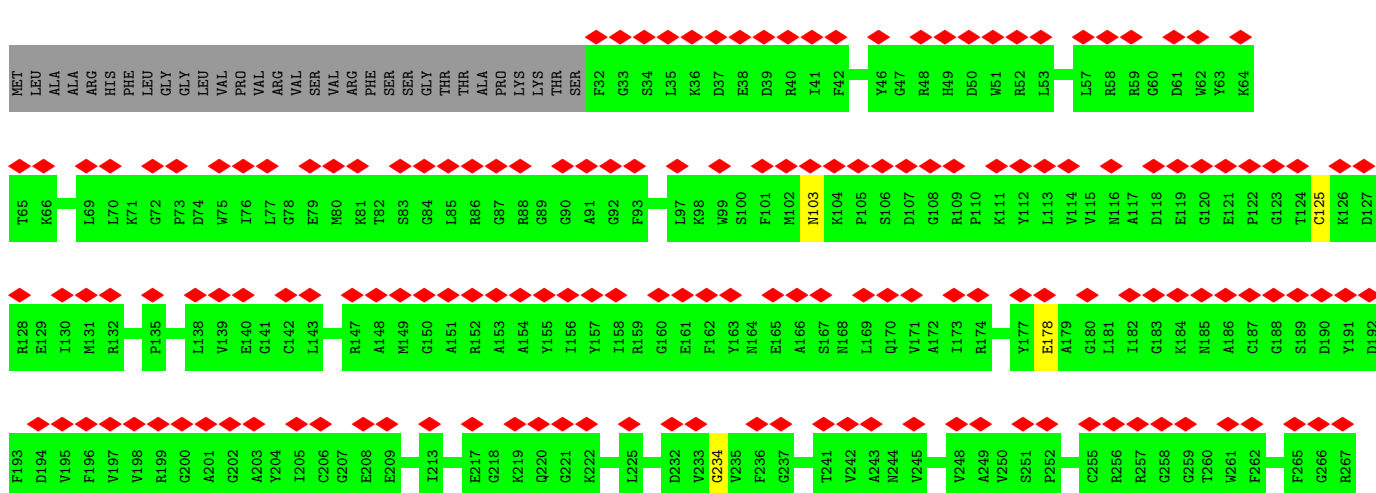 MET LEU ALA ALA ARG HIS PHE LEU GLY GLY LEU VAL PRO VAL ARG VAL SER VAL ARG PHE SER SER GLY THR THR ALA PRO LYS LYS THR SER F32 G33 S34 L35 K36 D37 E38 D39 R40 I41 F42 Y46 G47 R48 H49 D50 W51 R52 L53 L57 R58 R59 G60 D61 W62 Y63 K64
T65 K66 L69 L70 K71 G72 P73 D74 W75 I76 L77 G78 E79 M80 K81 T82 S83 G84 L85 R86 G87 R88 G89 G90 A91 G92 F93 L97 K98 W99 S100 F101 M102 N103 K104 P105 S106 D107 G108 R109 P110 K111 Y112 L113 V114 V115 N116 A117 D118 E119 G120 E121 P122 G123 T124 C125 K126 D127
R128 E129 I130 M131 R132 P135 L138 V139 E140 G141 C142 L143 R147 A148 M149 G150 A151 R152 A153 A154 Y155 I156 Y157 I158 R159 G160 E161 F162 Y163 N164 E165 A166 S167 N168 L169 Q170 V171 A172 I173 R174 Y177 E178 A179 G180 L181 I182 G183 K184 N185 A186 C187 G188 S189 D190 Y191 D192
F193 D194 V195 F196 V197 V198 R199 G200 A201 G202 A203 Y204 I205 C206 G207 E208 E209 I213 E217 G218 K219 Q220 G221 K222 L225 D232 V233 G234 V235 F236 G237 T241 V242 A243 N244 V245 V248 A249 V250 S251 P252 C255 R256 R257 G258 G259 T260 W261 F262 F265 G266 R267